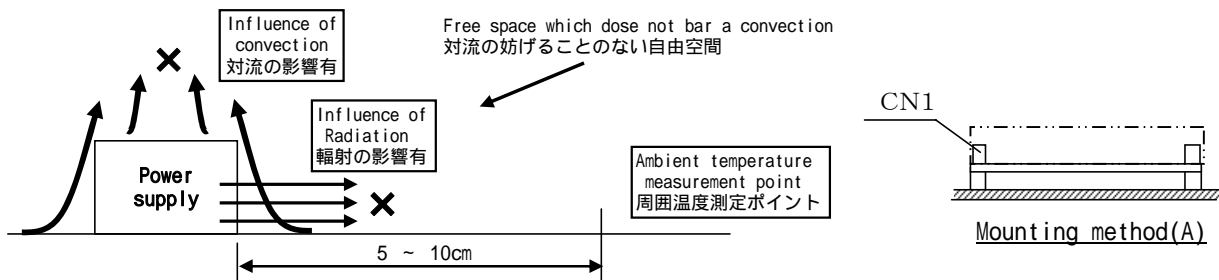 Influence of
convection
対流の影響有
Free space which dose not bar a convection
対流の妨げることのない自由空間
Influence of
Radiation
輻射の影響有
Power
supply
Ambient temperature
measurement point
周囲温度測定ポイント
5 ~ 10cm
CN1
Mounting method(A)